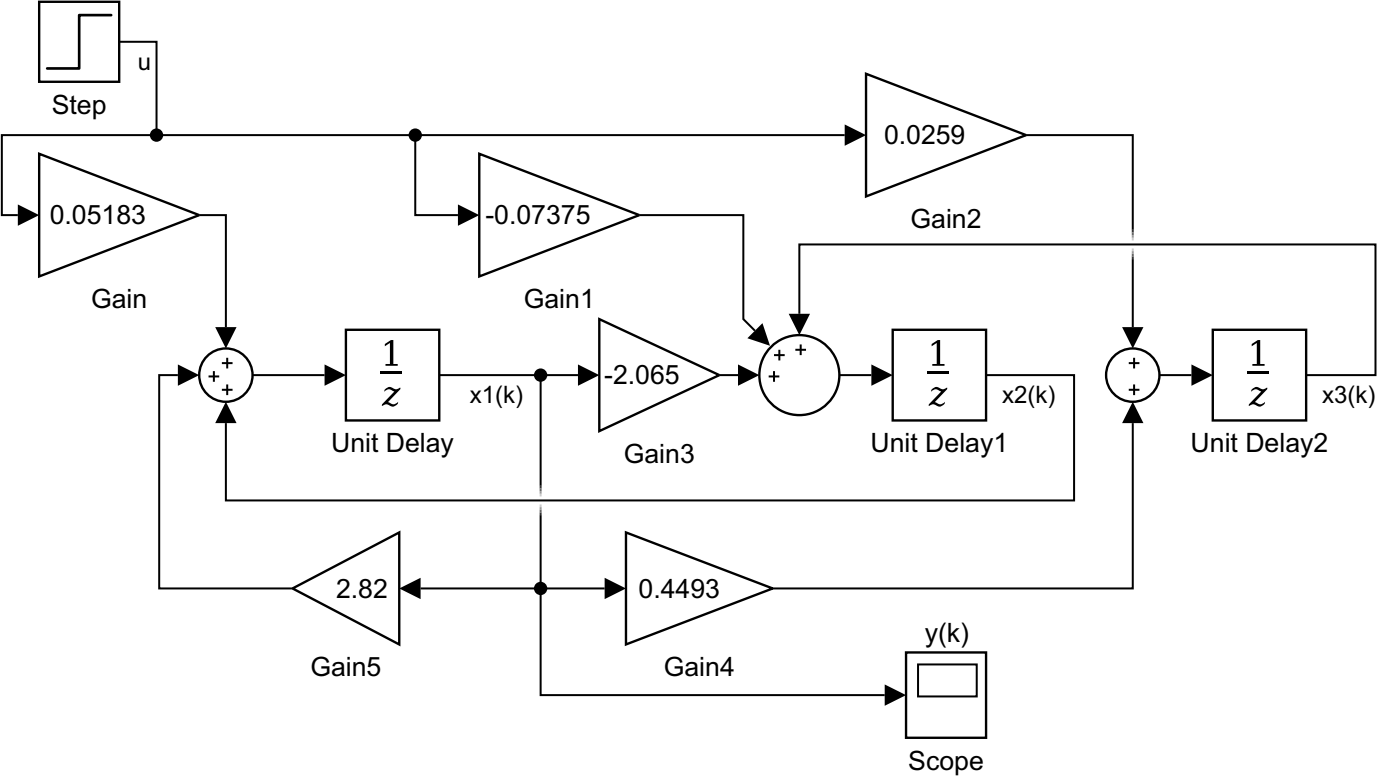 u
Step
0.0259
0.05183
-0.07375
Gain2
Gain
Gain1
+
+
+
1
z
x1(k)
Unit Delay
-2.065
Gain3
+
+
+
1
z
x2(k)
Unit Delay1
+
+
1
z
x3(k)
Unit Delay2
2.82
Gain5
0.4493
Gain4
y(k)
Scope